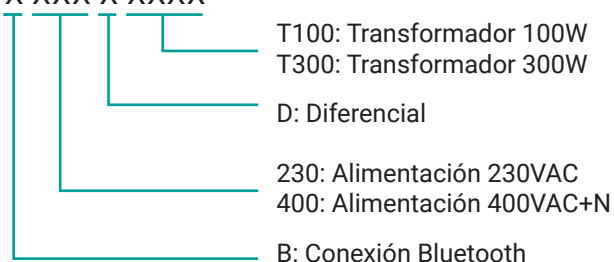 T100: Transformador 100W
T300: Transformador 300W
D: Diferencial
230: Alimentación 230VAC
400: Alimentación 400VAC+N
B: Conexión Bluetooth